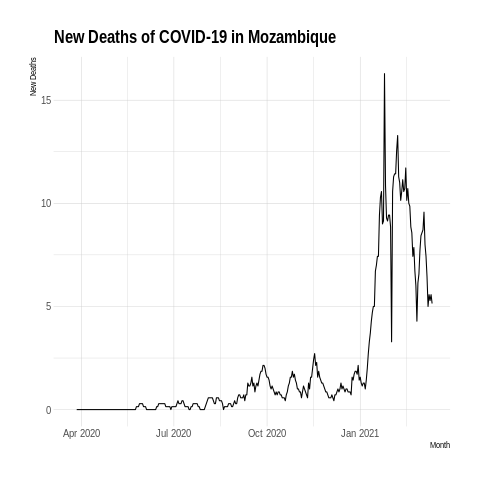 New Deaths of COVID-19 in Mozambique
New Deaths
15
10
5
0
Apr 2020 Jul 2020 Oct 2020 Jan 2021
Month